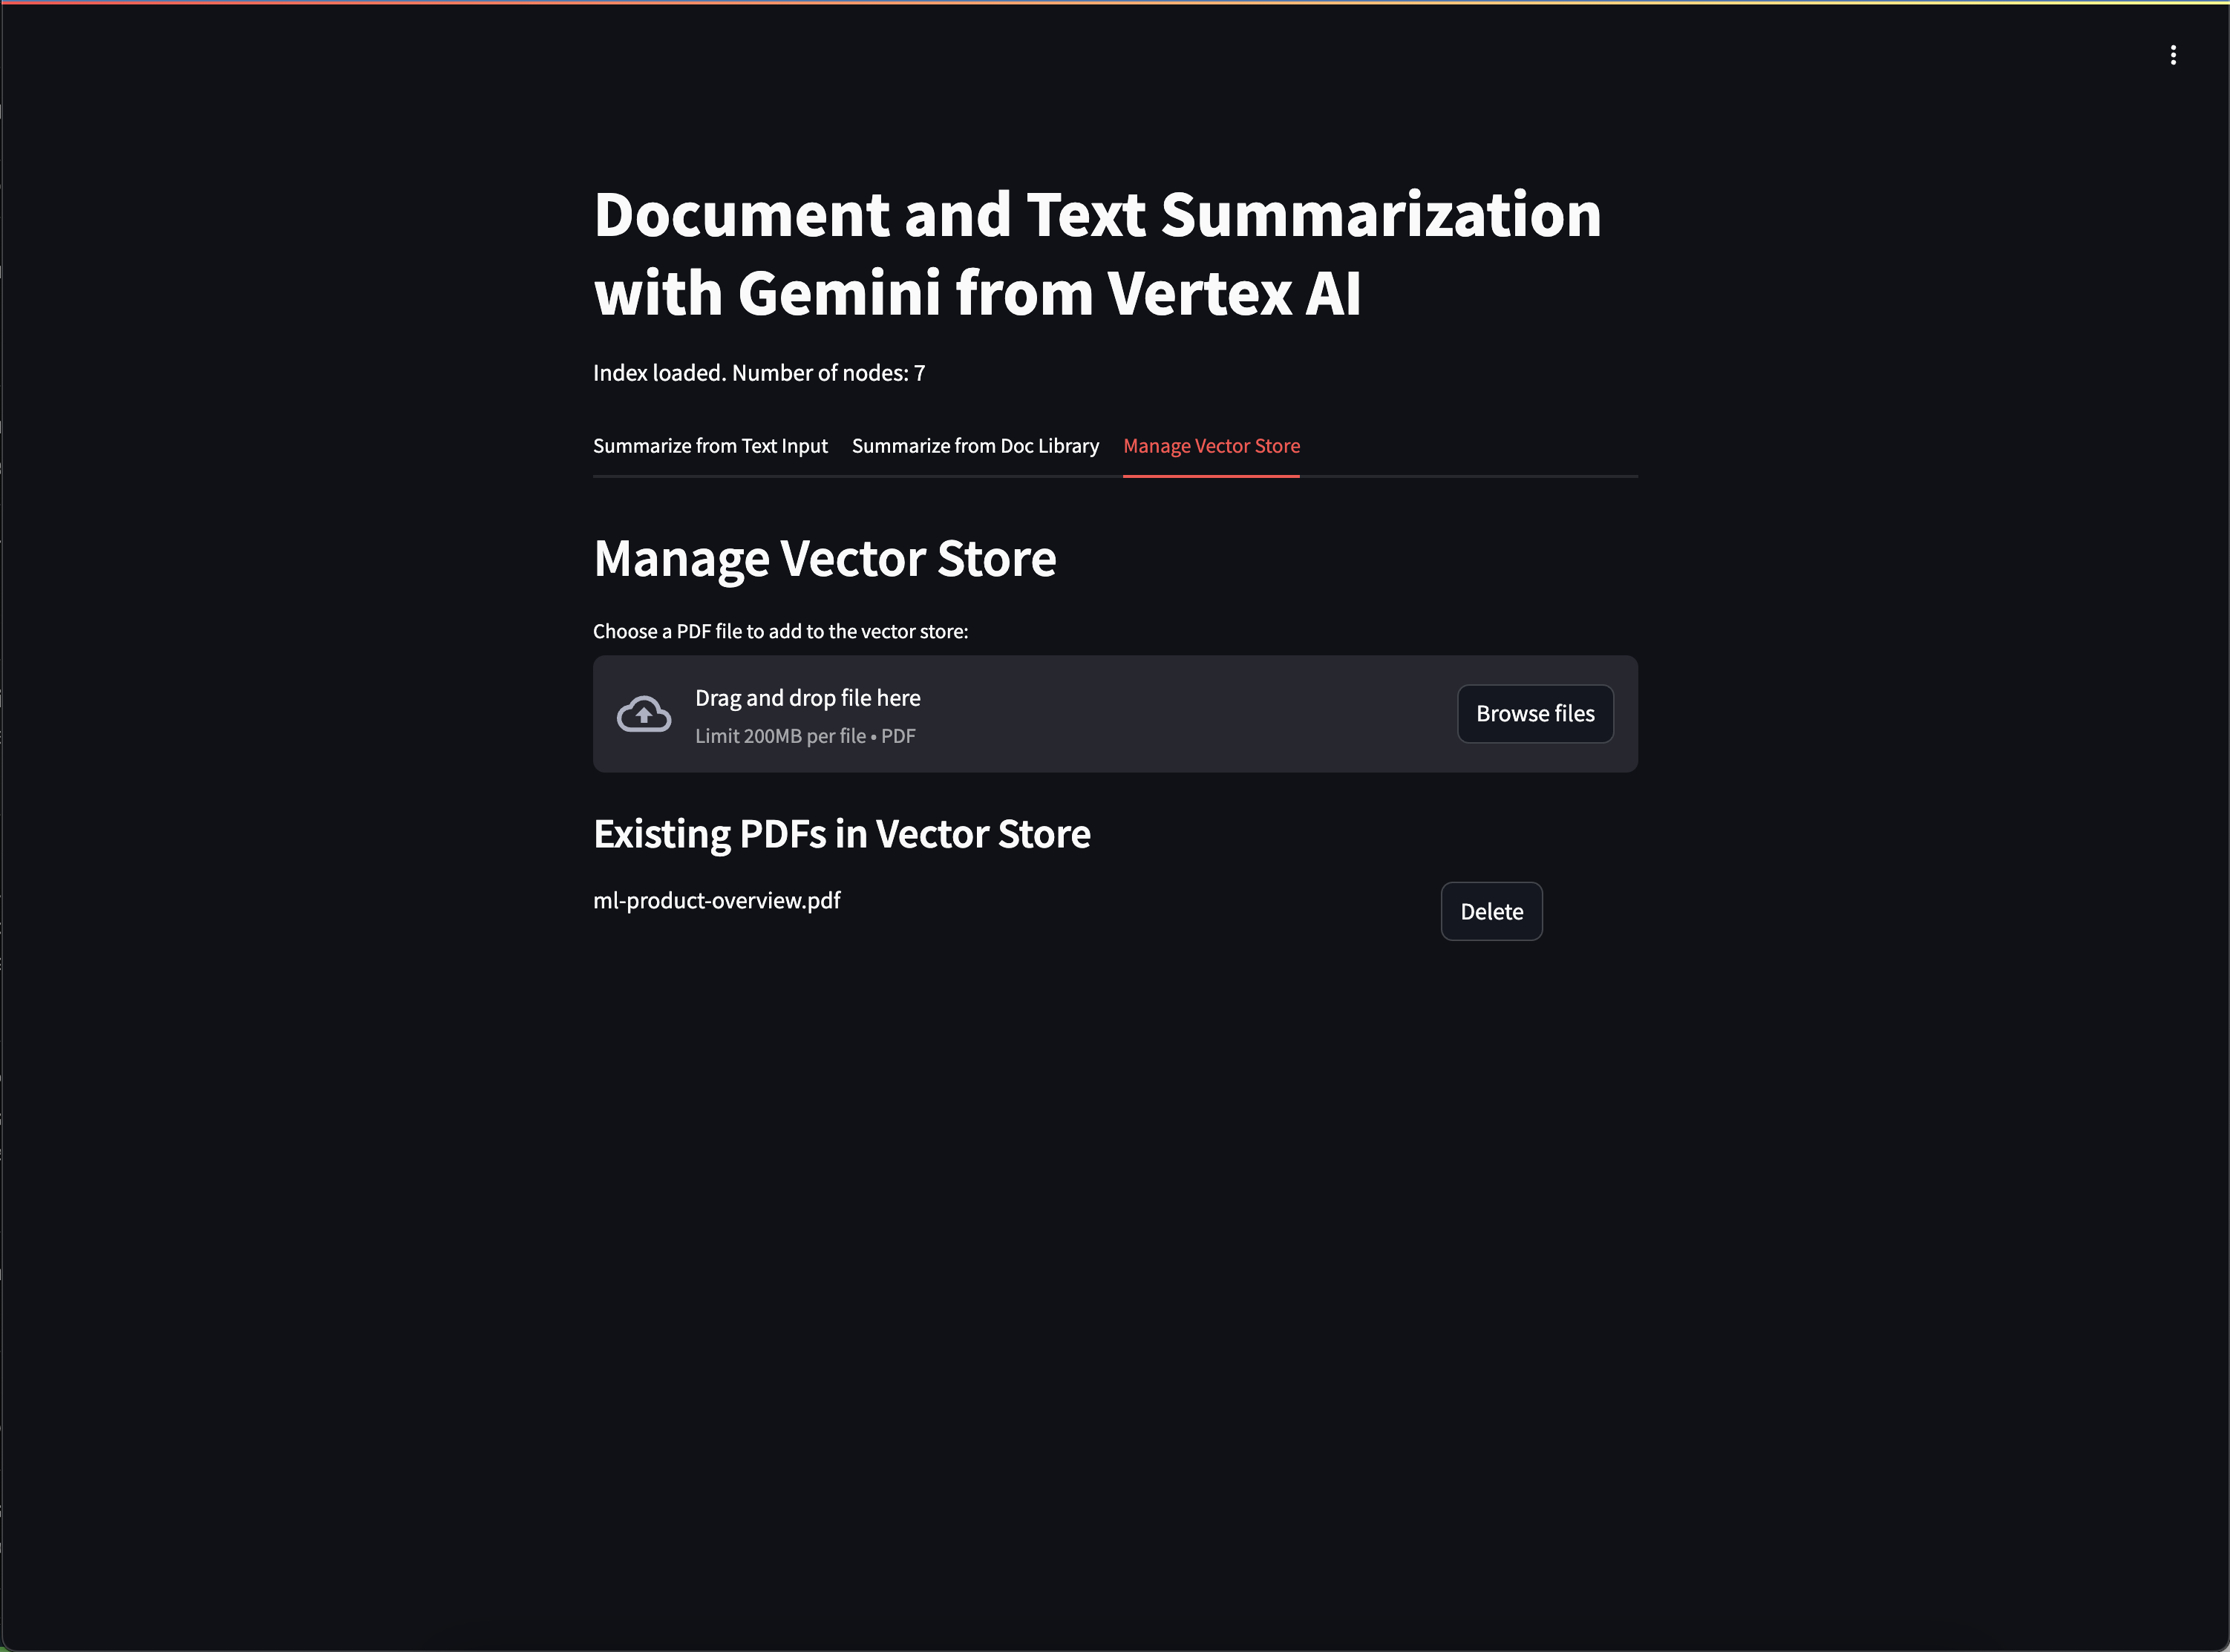 Document and Text Summarization
with Gemini from Vertex AI
Index loaded. Number of nodes: 7
Summarize from Text Input Summarize from Doc Library Manage Vector Store
Manage Vector Store
Choose a PDF file to add to the vector store:
Drag and drop file here
Limit 200MB per file • PDF
Browse files
Existing PDFs in Vector Store
ml-product-overview.pdf
Delete